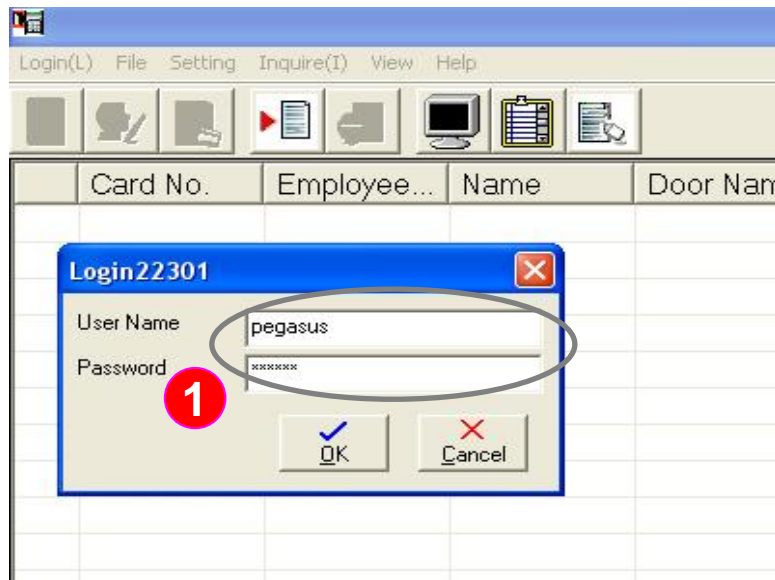 Login(L) File Setting Inquire(I) View Help
Card No. Employee... Name Door Nam
Login22301
User Name pegasus
Password ******
1
OK Cancel